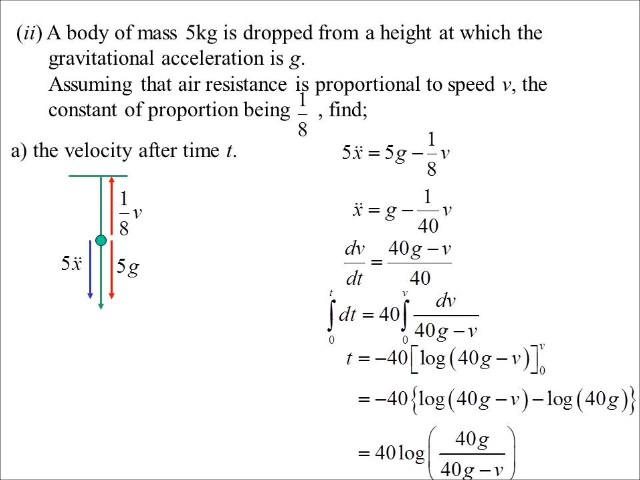 (ii) A body of mass 5kg is dropped from a height at which the
gravitational acceleration is g.
Assuming that air resistance is proportional to speed v, the
constant of proportion being 1/8 , find;
a) the velocity after time t.
5ẍ = 5g − 1/8 v
ẍ = g − 1/40 v
dv/dt = (40g − v)/40
∫₀ᵗ dt = 40 ∫₀ᵛ dv/(40g − v)
t = −40[log(40g − v)]₀ᵛ
= −40{log(40g − v) − log(40g)}
= 40 log(40g/(40g − v))
1/8 v
5ẍ
5g